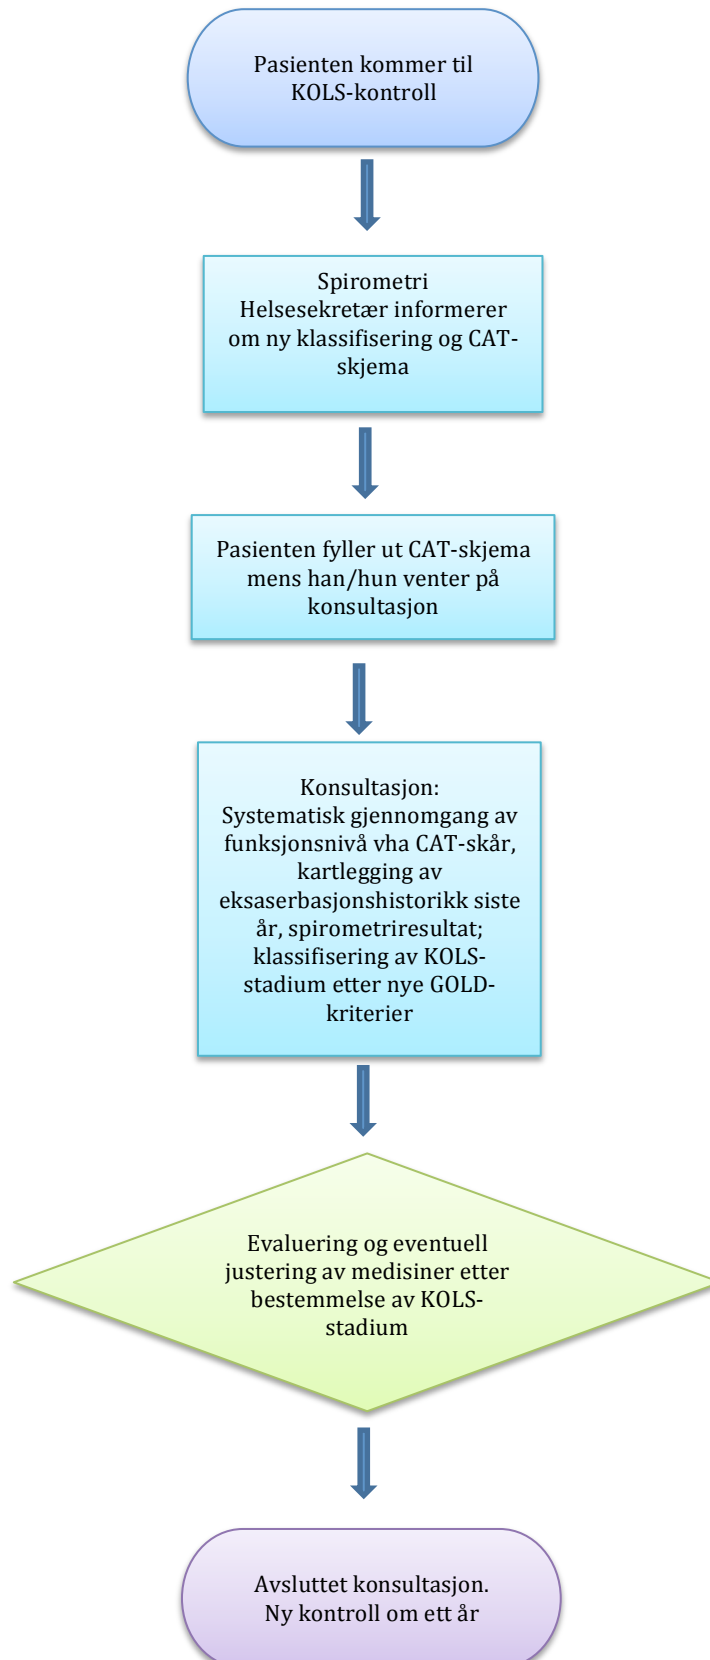 Pasienten kommer til
KOLS-kontroll
Spirometri
Helsesekretær informerer
om ny klassifisering og CAT-
skjema
Pasienten fyller ut CAT-skjema
mens han/hun venter på
konsultasjon
Konsultasjon:
Systematisk gjennomgang av
funksjonsnivå vha CAT-skår,
kartlegging av
eksaserbasjonshistorikk siste
år, spirometriresultat;
klassifisering av KOLS-
stadium etter nye GOLD-
kriterier
Evaluering og eventuell
justering av medisiner etter
bestemmelse av KOLS-
stadium
Avsluttet konsultasjon.
Ny kontroll om ett år